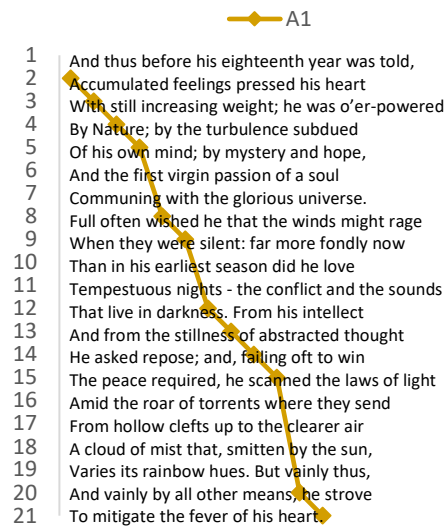 A1
1 And thus before his eighteenth year was told,
2 Accumulated feelings pressed his heart
3 With still increasing weight; he was o'er-powered
4 By Nature; by the turbulence subdued
5 Of his own mind; by mystery and hope,
6 And the first virgin passion of a soul
7 Communing with the glorious universe.
8 Full often wished he that the winds might rage
9 When they were silent: far more fondly now
10 Than in his earliest season did he love
11 Tempestuous nights - the conflict and the sounds
12 That live in darkness. From his intellect
13 And from the stillness of abstracted thought
14 He asked repose; and, failing oft to win
15 The peace required, he scanned the laws of light
16 Amid the roar of torrents where they send
17 From hollow clefts up to the clearer air
18 A cloud of mist that, smitten by the sun,
19 Varies its rainbow hues. But vainly thus,
20 And vainly by all other means, he strove
21 To mitigate the fever of his heart.